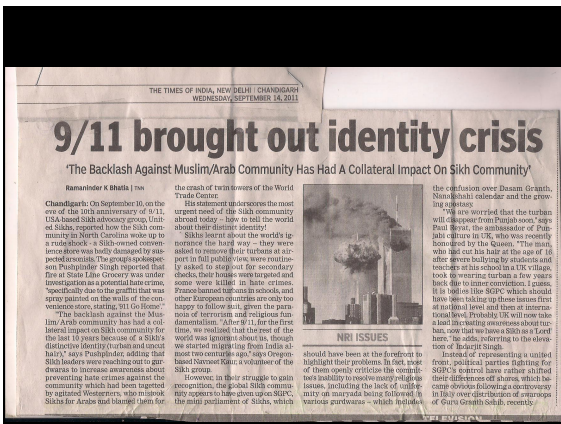 THE TIMES OF INDIA, NEW DELHI | CHANDIGARH
WEDNESDAY, SEPTEMBER 14, 2011
9/11 brought out identity crisis
'The Backlash Against Muslim/Arab Community Has Had A Collateral Impact On Sikh Community'
Ramaninder K Bhatia | TNN
Chandigarh: On September 10, on the
eve of the 10th anniversary of 9/11,
USA-based Sikh advocacy group, Unit-
ed Sikhs, reported how the Sikh com-
munity in North Carolina woke up to
a rude shock - a Sikh-owned conven-
ience store was badly damaged by sus-
pected arsonists. The group's spokesper-
son Pushpinder Singh reported that
fire at State Line Grocery was under
investigation as a potential hate crime,
"specifically due to the graffiti that was
spray painted on the walls of the con-
venience store, stating, '911 Go Home'."
"The backlash against the Mus-
lim/Arab community has had a col-
lateral impact on Sikh community for
the last 10 years because of a Sikh's
distinctive identity (turban and uncut
hair)," says Pushpinder, adding that
Sikh leaders were reaching out to gur-
dwaras to increase awareness about
preventing hate crimes against the
community which had been targeted
by agitated Westerners, who mistook
Sikhs for Arabs and blamed them for
the crash of twin towers of the World
Trade Center.
His statement underscores the most
urgent need of the Sikh community
abroad today – how to tell the world
about their distinct identity!
Sikhs learnt about the world's ig-
norance the hard way – they were
asked to remove their turbans at air-
port in full public view, were routine-
ly asked to step out for secondary
checks, their houses were targeted and
some were killed in hate crimes.
France banned turbans in schools, and
other European countries are only too
happy to follow suit, given the para-
noia of terrorism and religious fun-
damentalism. "After 9/11, for the first
time, we realized that the rest of the
world was ignorant about us, though
we started migrating from India al-
most two centuries ago," says Oregon-
based Navneet Kaur, a volunteer of the
Sikh group.
However, in their struggle to gain
recognition, the global Sikh commu-
nity appears to have given up on SGPC,
the mini parliament of Sikhs, which
NRI ISSUES
should have been at the forefront to
highlight their problems. In fact, most
of them openly criticize the commit-
tee's inability to resolve many religious
issues, including the lack of unifor-
mity on maryada being followed in
various gurdwaras – which included
the confusion over Dasam Granth,
Nanakshahi calendar and the grow-
ing apostasy.
"We are worried that the turban
will disappear from Punjab soon," says
Paul Reyat, the ambassador of Pun-
jabi culture in UK, who was recently
honoured by the Queen. "The man,
who had cut his hair at the age of 16
after severe bullying by students and
teachers at his school in a UK village,
took to wearing turban a few years
back due to inner conviction. I guess,
it is bodies like SGPC which should
have been taking up these issues first
at national level and then at interna-
tional level. Probably, UK will now take
a lead in creating awareness about tur-
ban, now that we have a Sikh as a 'Lord'
here," he adds, referring to the eleva-
tion of Indarjit Singh.
Instead of representing a united
front, political parties fighting for
SGPC's control have rather shifted
their differences off shores, which be-
came obvious following a controversy
in Italy over distribution of swaroops
of Guru Granth Sahib, recently.
TELEVISION